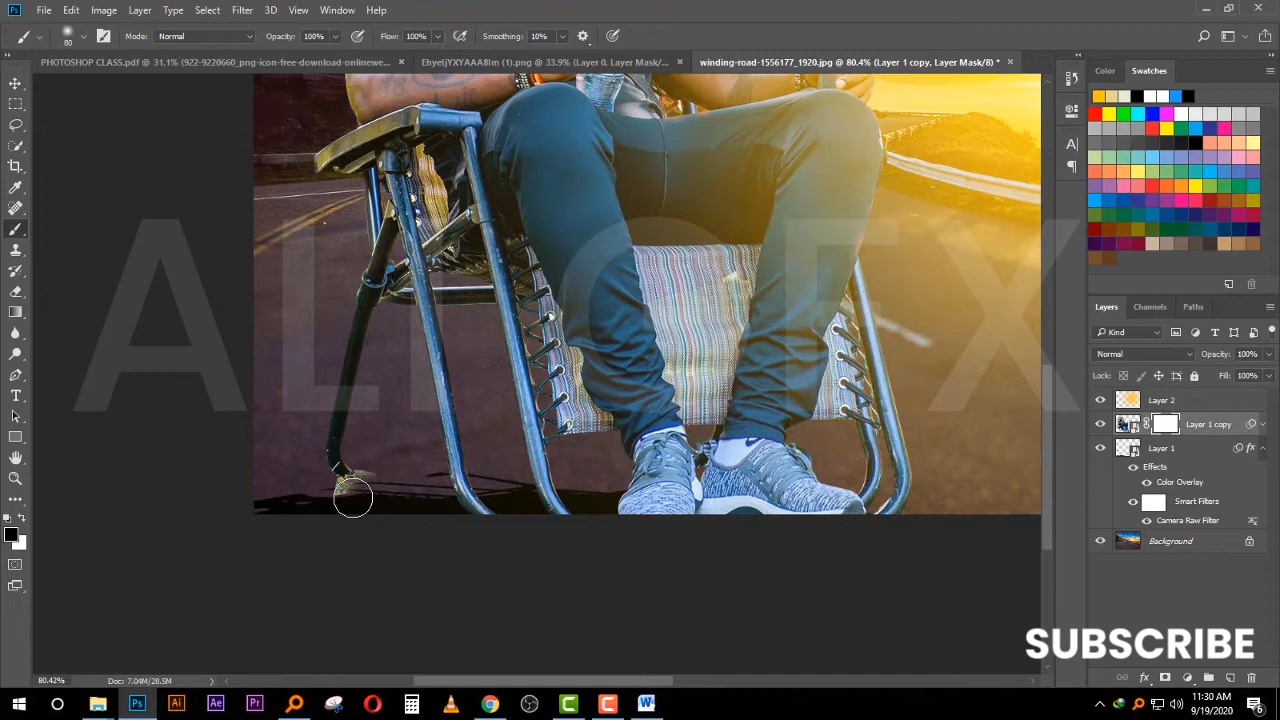 File Edit Image Layer Type Select Filter 3D View Window Help
80 Mode: Normal Opacity: 100% Flow: 100% Smoothing: 10%
PHOTOSHOP CLASS.pdf @ 31.1% (922-9220660_png-icon-free-download-onlinewe... × EhyeIjYXYAAA8Im (1).png @ 33.9% (Layer 0, Layer Mask/... × winding-road-1556177_1920.jpg @ 80.4% (Layer 1 copy, Layer Mask/8) * ×
Color Swatches
Layers Channels Paths
Kind
Normal Opacity: 100%
Lock: Fill: 100%
Layer 2
Layer 1 copy
Layer 1
Effects
Color Overlay
Smart Filters
Camera Raw Filter
Background
SUBSCRIBE
80.42% Doc: 7.04M/28.5M
11:30 AM
9/19/2020